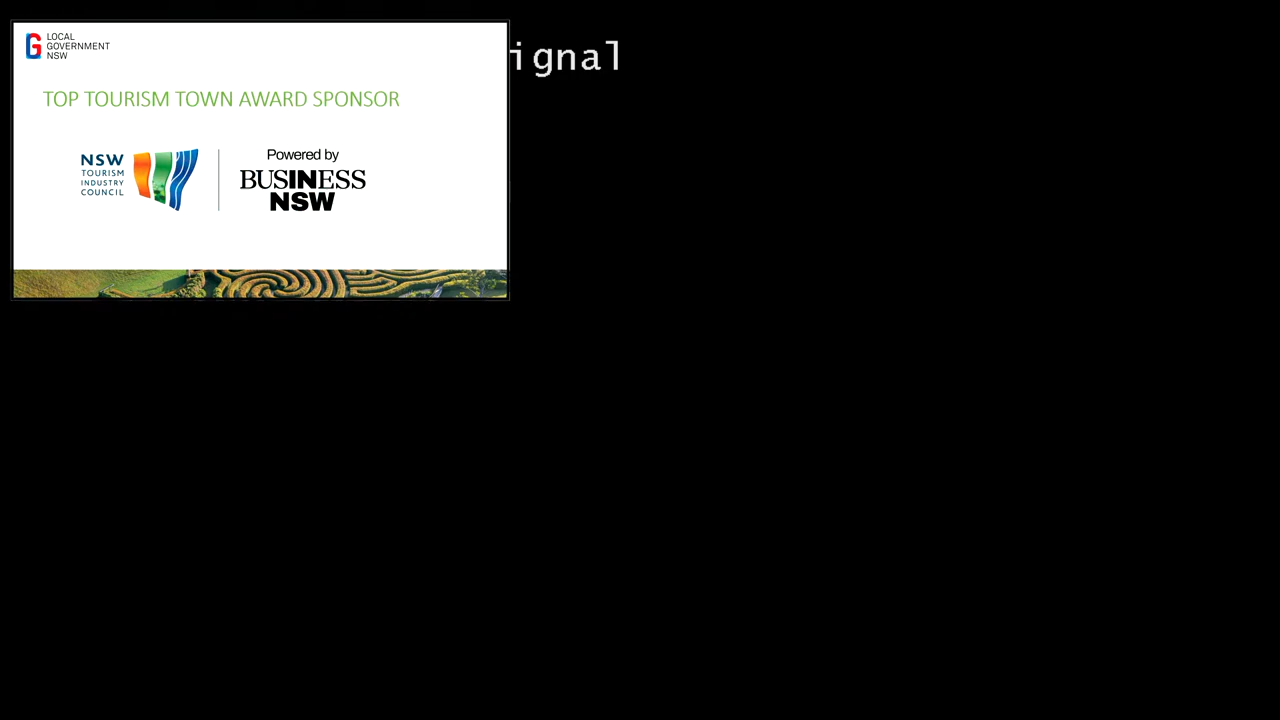 LOCAL
GOVERNMENT
NSW
ignal
TOP TOURISM TOWN AWARD SPONSOR
NSW
TOURISM
INDUSTRY
COUNCIL
Powered by
BUSINESS
NSW